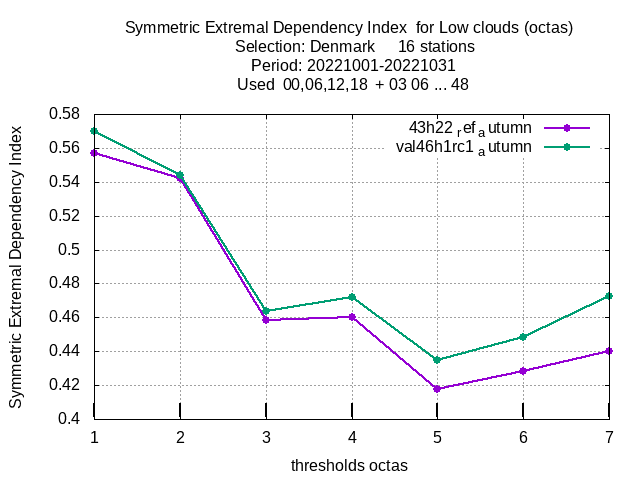 Symmetric Extremal Dependency Index  for Low clouds (octas)
Selection: Denmark     16 stations
Period: 20221001-20221031
Used  00,06,12,18  + 03 06 ... 48
43h22 ref autumn
val46h1rc1 autumn
Symmetric Extremal Dependency Index
0.58
0.56
0.54
0.52
0.5
0.48
0.46
0.44
0.42
0.4
1 2 3 4 5 6 7
thresholds octas